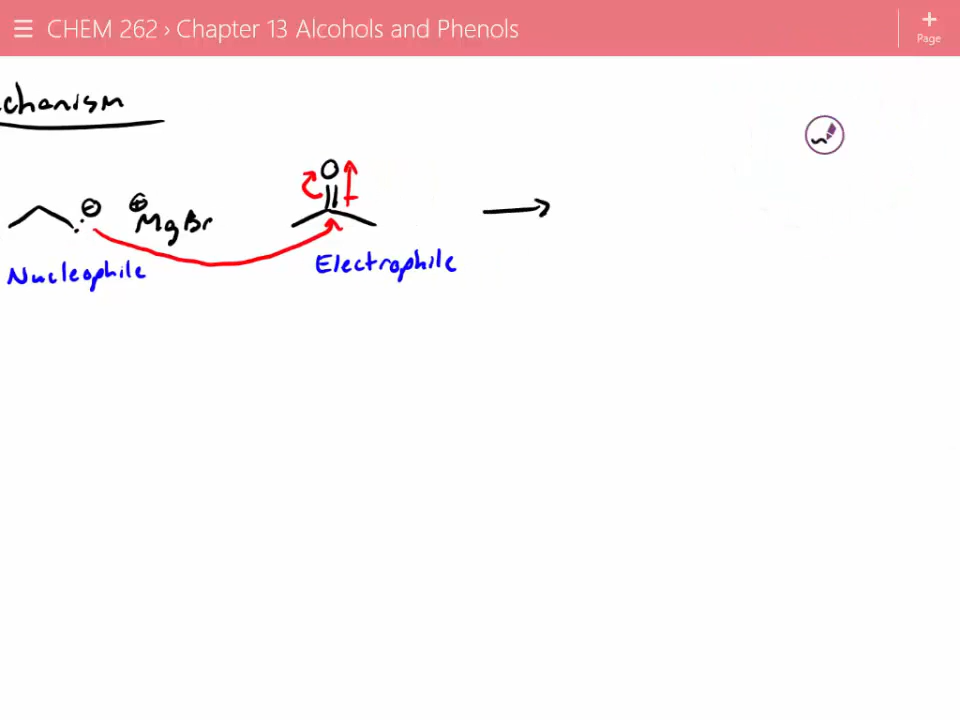 CHEM 262 › Chapter 13 Alcohols and Phenols
Page
chanism
O
⊖ ⊕MgBr
Nucleophile
Electrophile